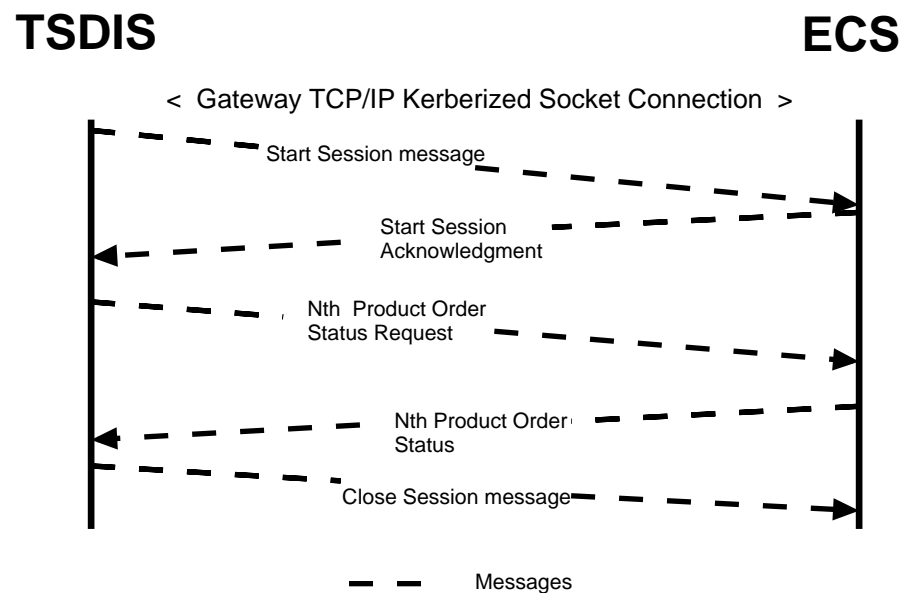 TSDIS
ECS
< Gateway TCP/IP Kerberized Socket Connection >
Start Session message
Start Session
Acknowledgment
Nth Product Order
Status Request
Nth Product Order
Status
Close Session message
Messages